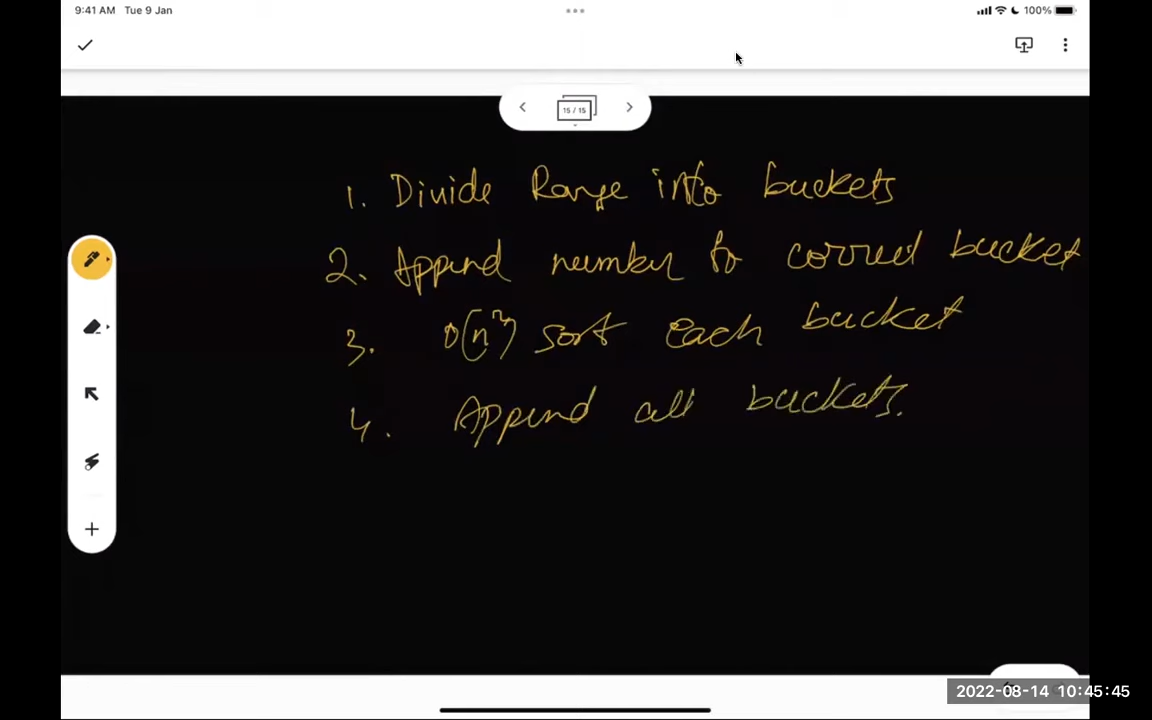 9:41 AM Tue 9 Jan
100%
15 / 15
1. Divide Range into buckets
2. Append number to correct bucket
3. O(n²) sort each bucket
4. Append all buckets.
2022-08-14 10:45:45